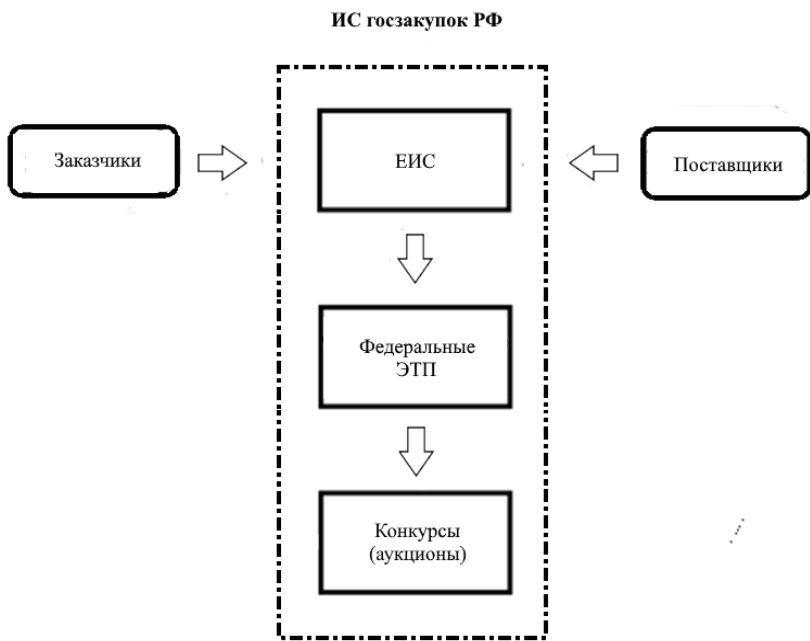 ИС госзакупок РФ
Заказчики
ЕИС
Поставщики
Федеральные
ЭТП
Конкурсы
(аукционы)